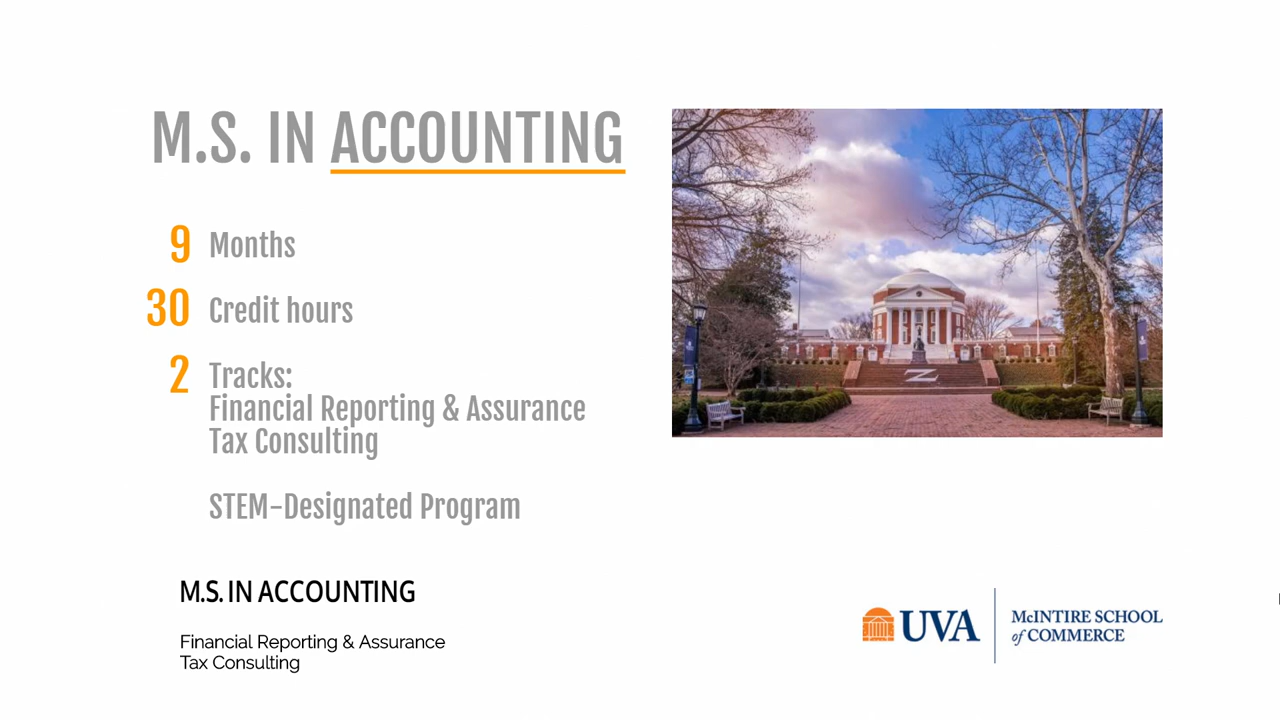 M.S. IN ACCOUNTING
9 Months
30 Credit hours
2 Tracks:
Financial Reporting & Assurance
Tax Consulting
STEM-Designated Program
M.S. IN ACCOUNTING
Financial Reporting & Assurance
Tax Consulting
Z
UVA
McINTIRE SCHOOL
of COMMERCE